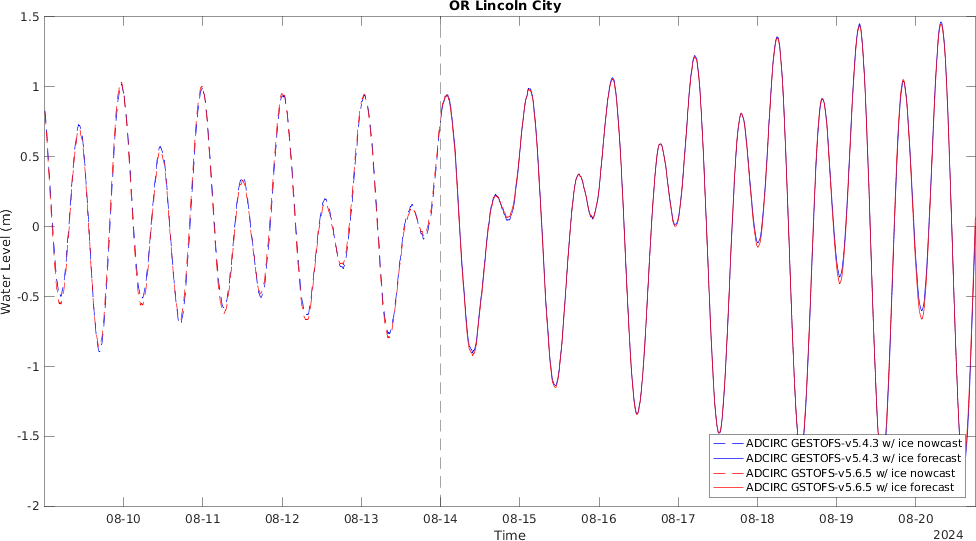 OR Lincoln City
1.5
1
0.5
0
-0.5
-1
-1.5
-2
Water Level (m)
ADCIRC GESTOFS-v5.4.3 w/ ice nowcast
ADCIRC GESTOFS-v5.4.3 w/ ice forecast
ADCIRC GSTOFS-v5.6.5 w/ ice nowcast
ADCIRC GSTOFS-v5.6.5 w/ ice forecast
08-10 08-11 08-12 08-13 08-14 08-15 08-16 08-17 08-18 08-19 08-20
Time
2024